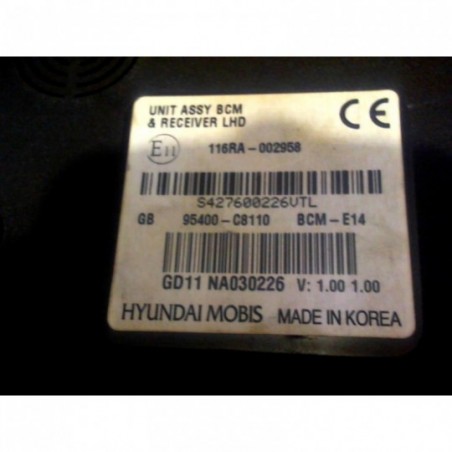 UNIT ASSY BCM
& RECEIVER LHD
CE
E11
116RA-002958
S427600226VTL
GB 95400-C8110 BCM-E14
GD11 NA030226 V: 1.00 1.00
HYUNDAI MOBIS MADE IN KOREA